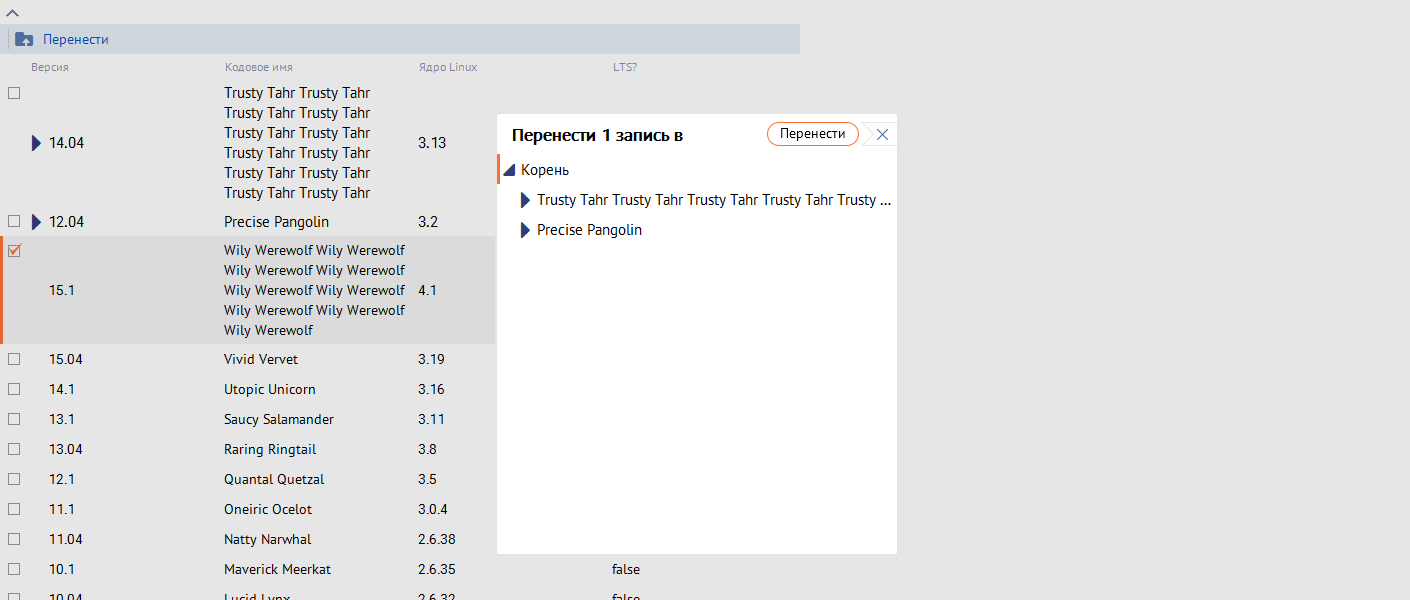 Перенести
Версия Кодовое имя Ядро Linux LTS?
Trusty Tahr Trusty Tahr
Trusty Tahr Trusty Tahr
Trusty Tahr Trusty Tahr
14.04 3.13
Trusty Tahr Trusty Tahr
Trusty Tahr Trusty Tahr
Trusty Tahr Trusty Tahr
12.04 Precise Pangolin 3.2
Wily Werewolf Wily Werewolf
Wily Werewolf Wily Werewolf
15.1 Wily Werewolf Wily Werewolf 4.1
Wily Werewolf Wily Werewolf
Wily Werewolf
15.04 Vivid Vervet 3.19
14.1 Utopic Unicorn 3.16
13.1 Saucy Salamander 3.11
13.04 Raring Ringtail 3.8
12.1 Quantal Quetzal 3.5
11.1 Oneiric Ocelot 3.0.4
11.04 Natty Narwhal 2.6.38
10.1 Maverick Meerkat 2.6.35 false
10.04 Lucid Lynx 2.6.32 false
Перенести 1 запись в Перенести
Корень
Trusty Tahr Trusty Tahr Trusty Tahr Trusty Tahr Trusty ...
Precise Pangolin